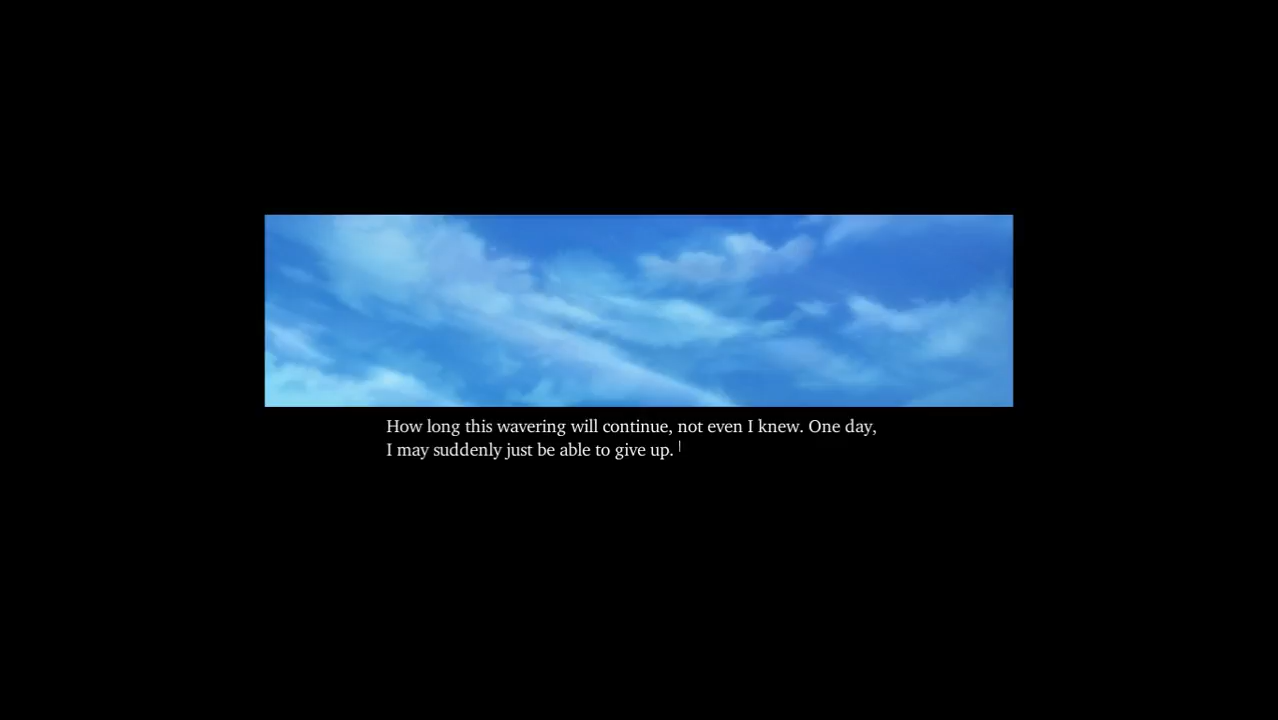 How long this wavering will continue, not even I knew. One day,
I may suddenly just be able to give up.